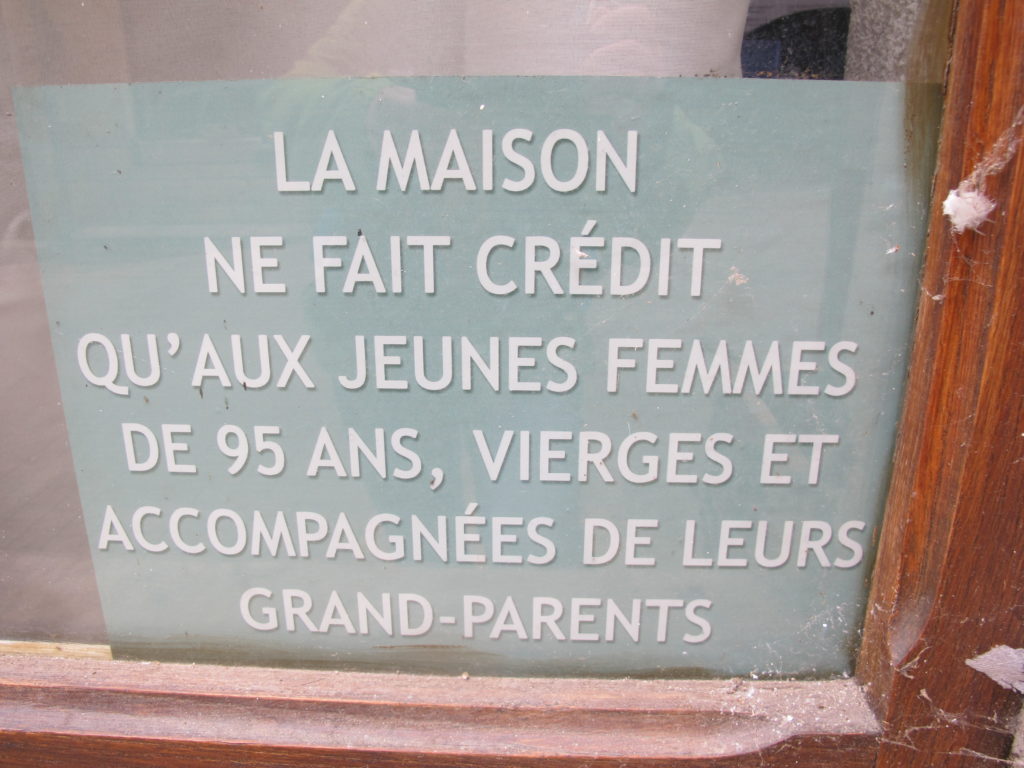 LA MAISON
NE FAIT CRÉDIT
QU'AUX JEUNES FEMMES
DE 95 ANS, VIERGES ET
ACCOMPAGNÉES DE LEURS
GRAND-PARENTS